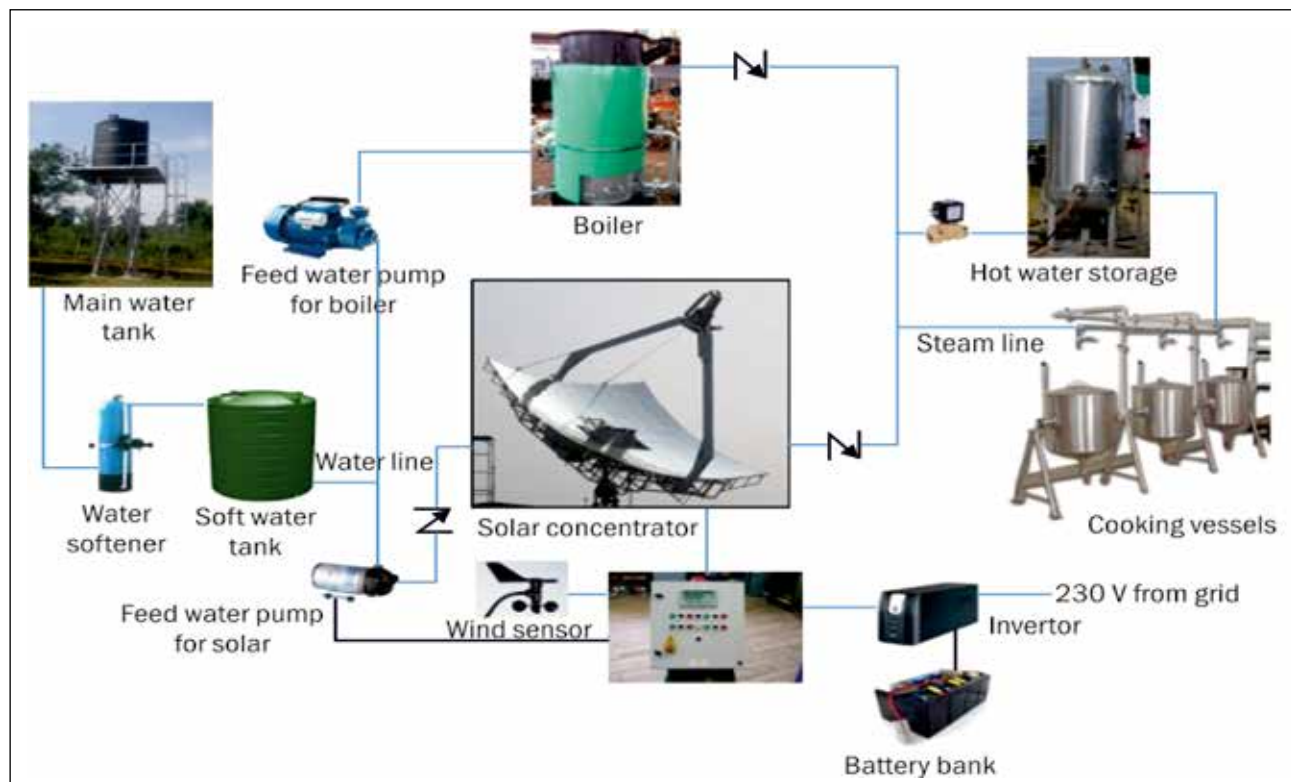 Boiler
Main water
tank
Feed water pump
for boiler
Hot water storage
Steam line
Water line
Water
softener
Soft water
tank
Solar concentrator
Cooking vessels
Feed water pump
for solar
Wind sensor
230 V from grid
Invertor
Battery bank